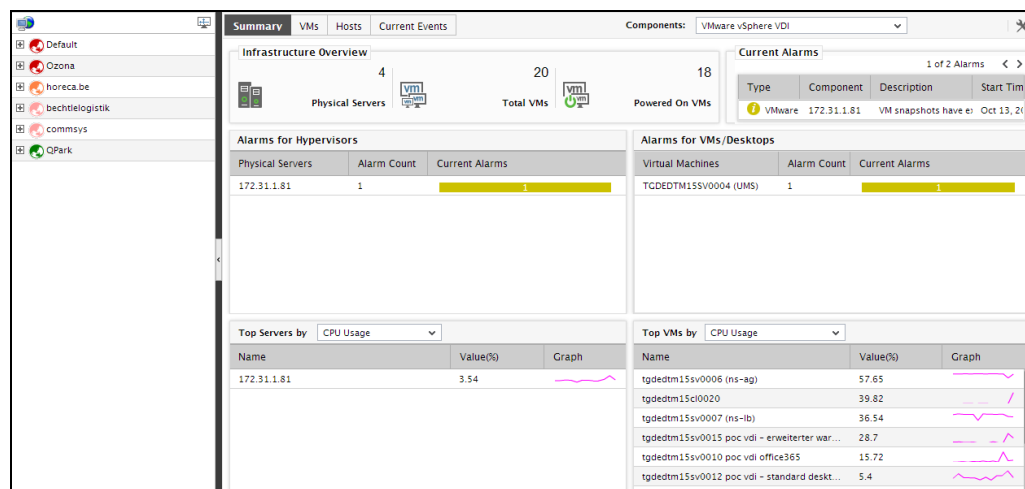 Default
Ozona
horeca.be
bechtlelogistik
commsys
QPark
Summary VMs Hosts Current Events Components: VMware vSphere VDI
Infrastructure Overview
4
Physical Servers
vm
vm
20
Total VMs
vm
vm
18
Powered On VMs
Current Alarms
1 of 2 Alarms < >
Type Component Description Start Tim
VMware 172.31.1.81 VM snapshots have e Oct 13, 20
Alarms for Hypervisors
Physical Servers Alarm Count Current Alarms
172.31.1.81 1 1
Alarms for VMs/Desktops
Virtual Machines Alarm Count Current Alarms
TGDEDTM15SV0004 (UMS) 1 1
Top Servers by CPU Usage
Name Value(%) Graph
172.31.1.81 3.54
Top VMs by CPU Usage
Name Value(%) Graph
tgdedtm15sv0006 (ns-ag) 57.65
tgdedtm15cl0020 39.82
tgdedtm15sv0007 (ns-lb) 36.54
tgdedtm15sv0015 poc vdi - erweiterter war... 28.7
tgdedtm15sv0010 poc vdi office365 15.72
tgdedtm15sv0012 poc vdi - standard deskt... 5.4